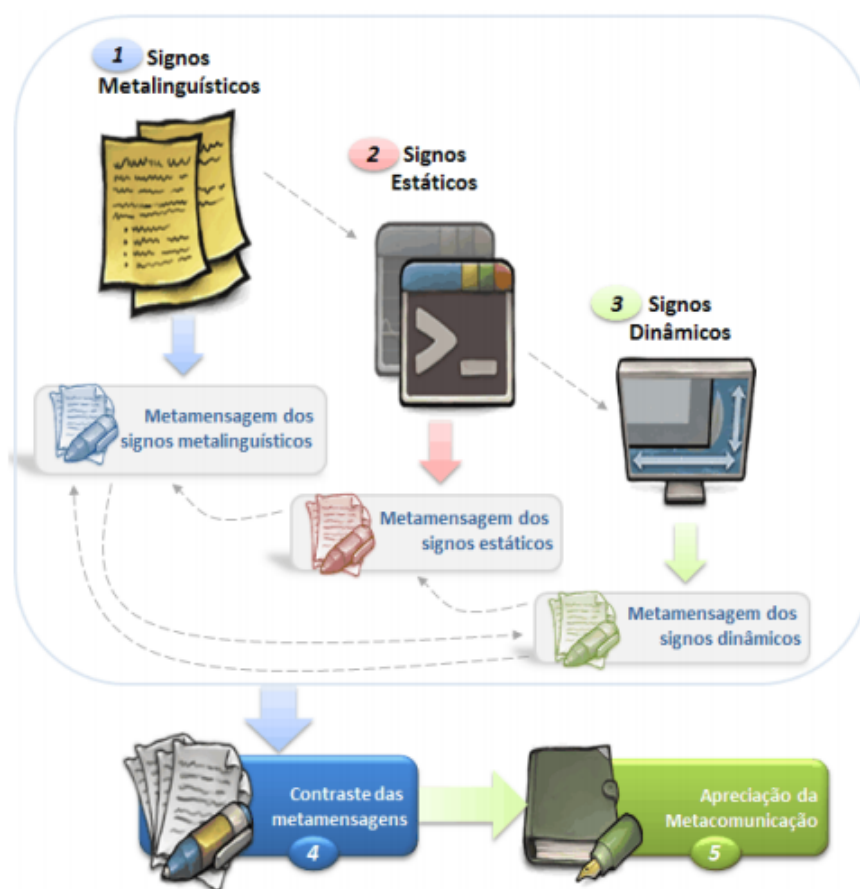 1 Signos
Metalinguísticos
2 Signos
Estáticos
3 Signos
Dinâmicos
Metamensagem dos
signos metalinguísticos
Metamensagem dos
signos estáticos
Metamensagem dos
signos dinâmicos
Contraste das
metamensagens
4
Apreciação da
Metacomunicação
5